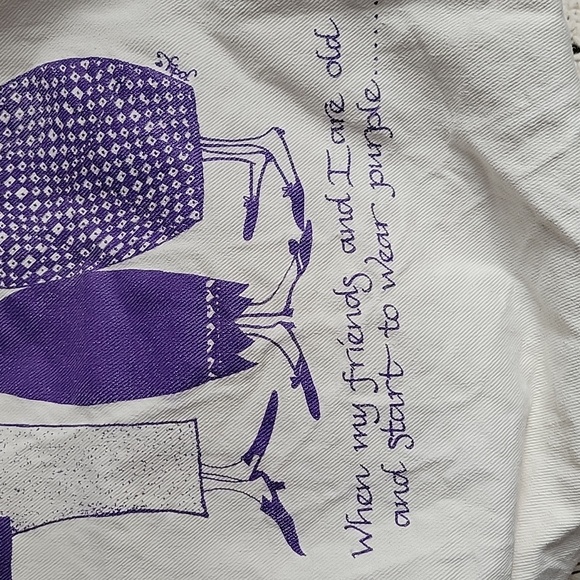 When my friends and I are old
and start to wear purple.......